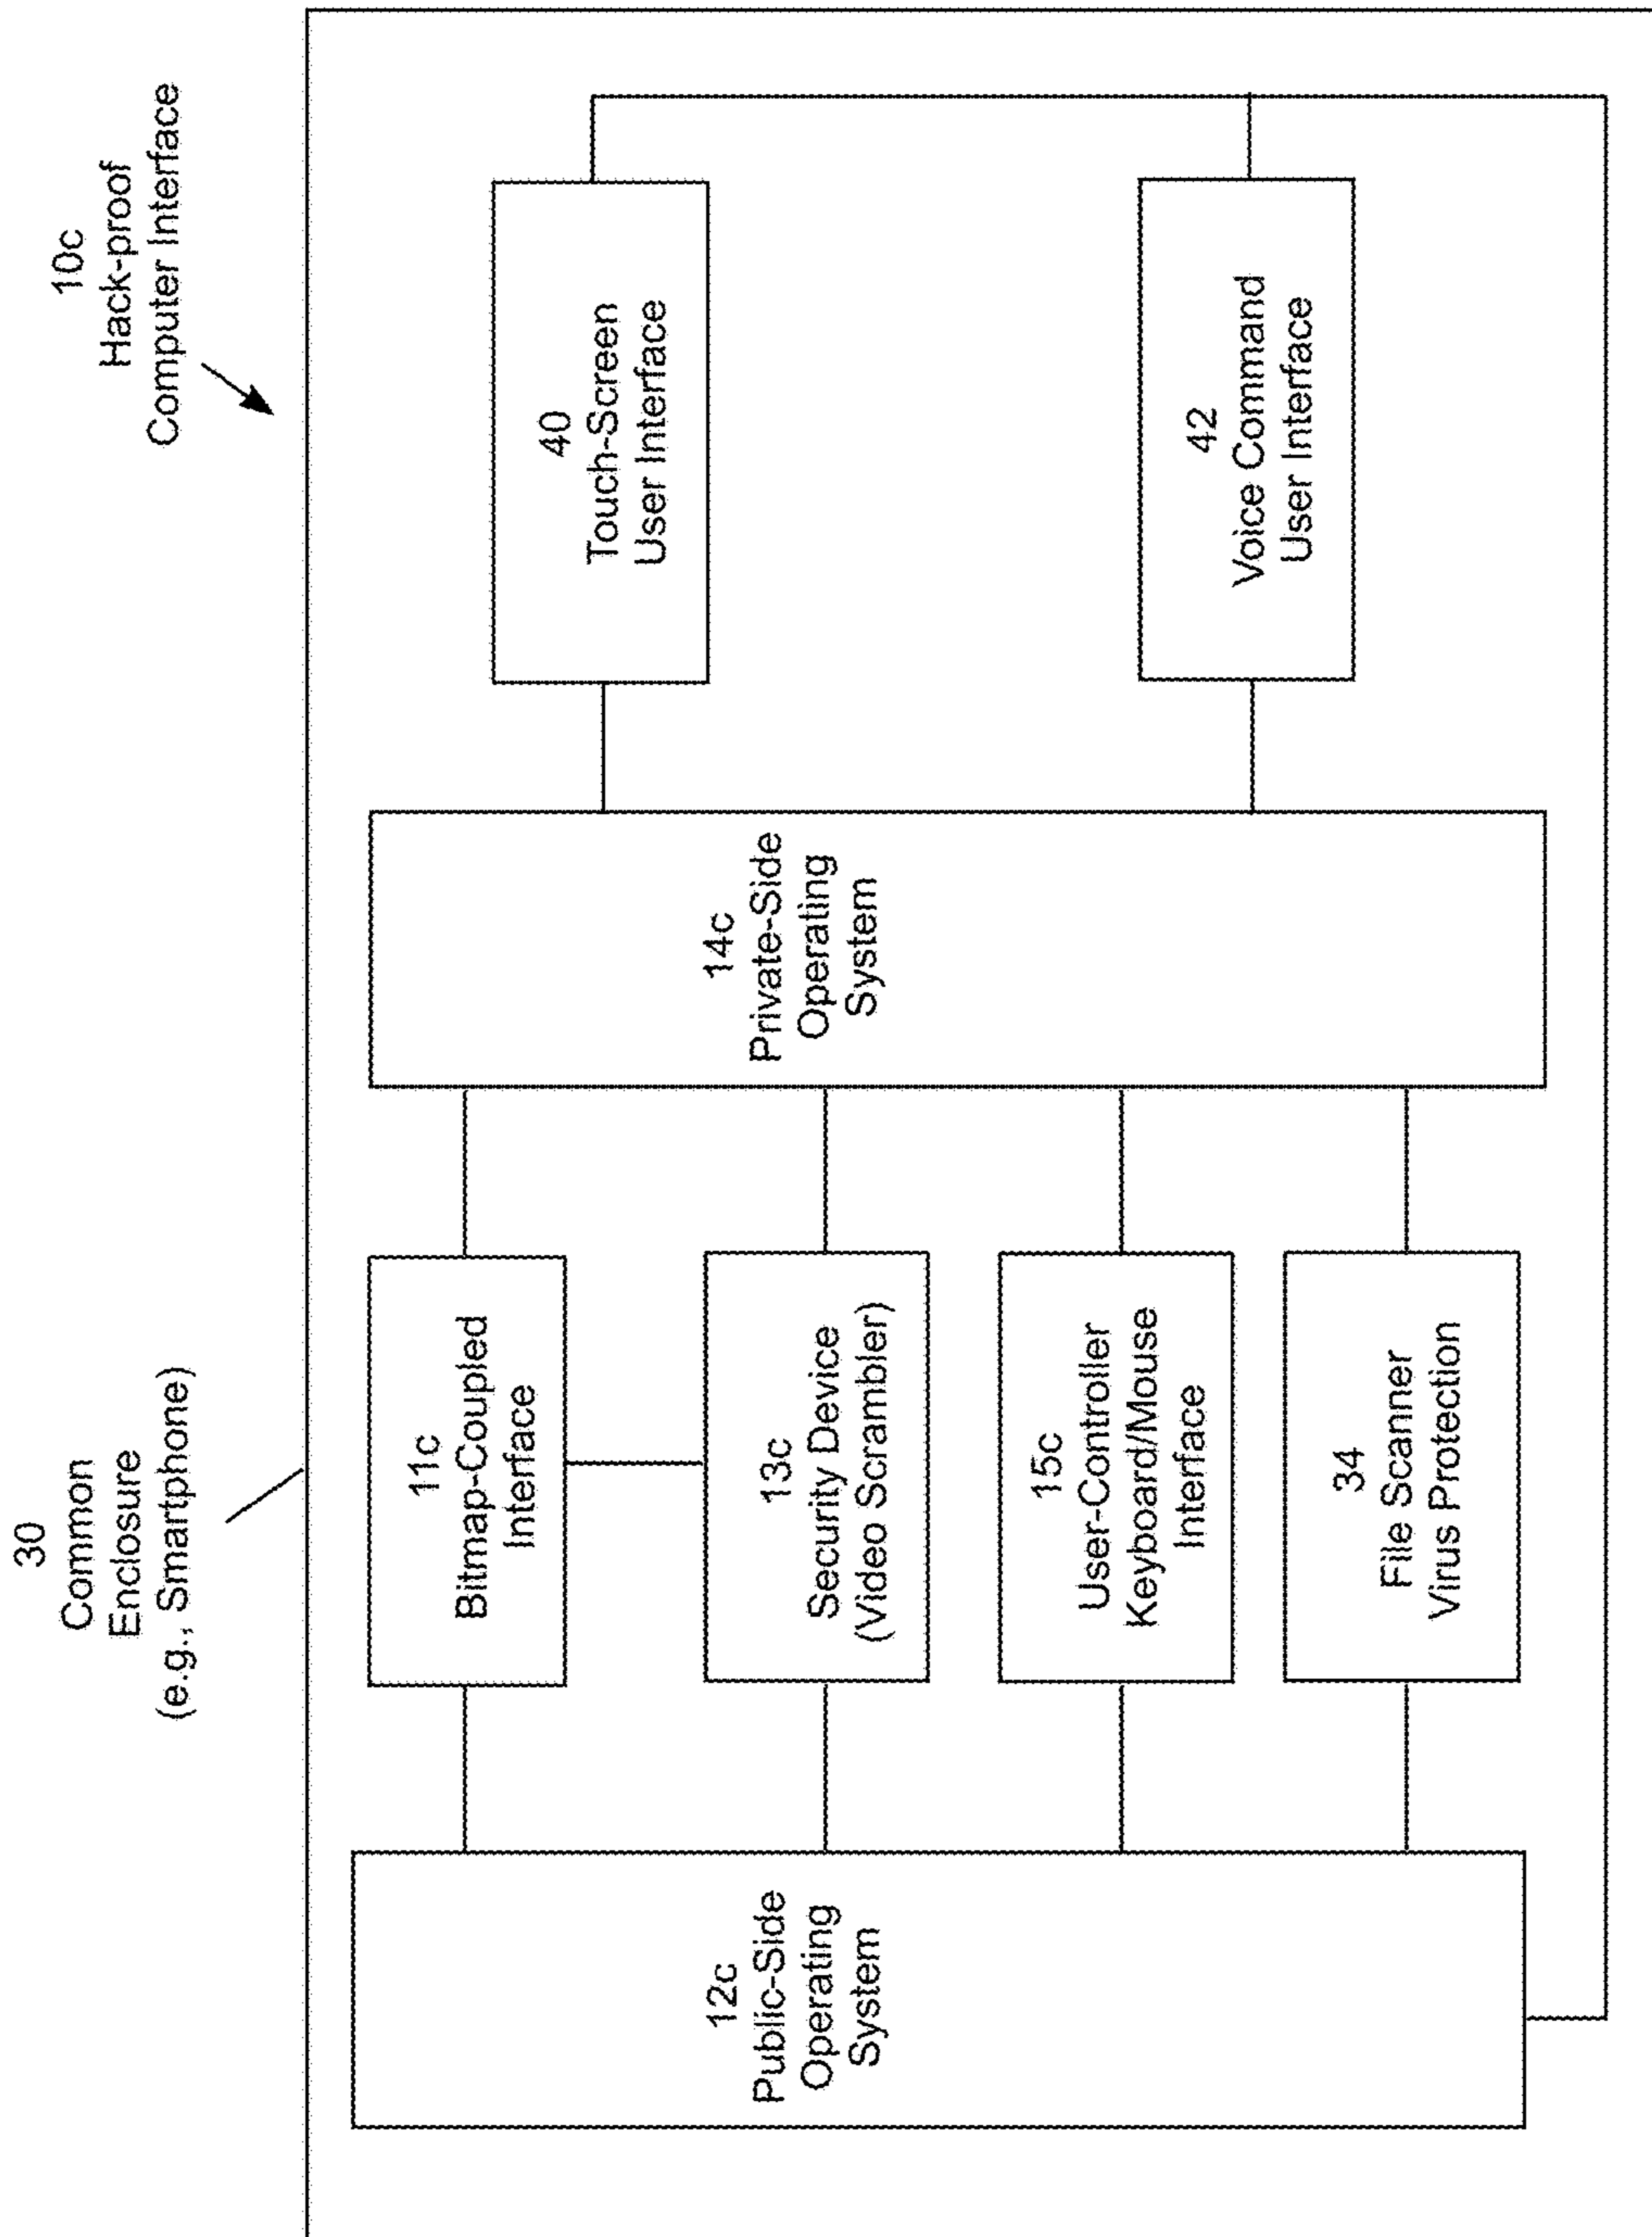 30
Common
Enclosure
(e.g., Smartphone)
10c
Hack-proof
Computer Interface
12c
Public-Side
Operating
System
11c
Bitmap-Coupled
Interface
13c
Security Device
(Video Scrambler)
15c
User-Controller
Keyboard/Mouse
Interface
34
File Scanner
Virus Protection
14c
Private-Side
Operating
System
40
Touch-Screen
User Interface
42
Voice Command
User Interface